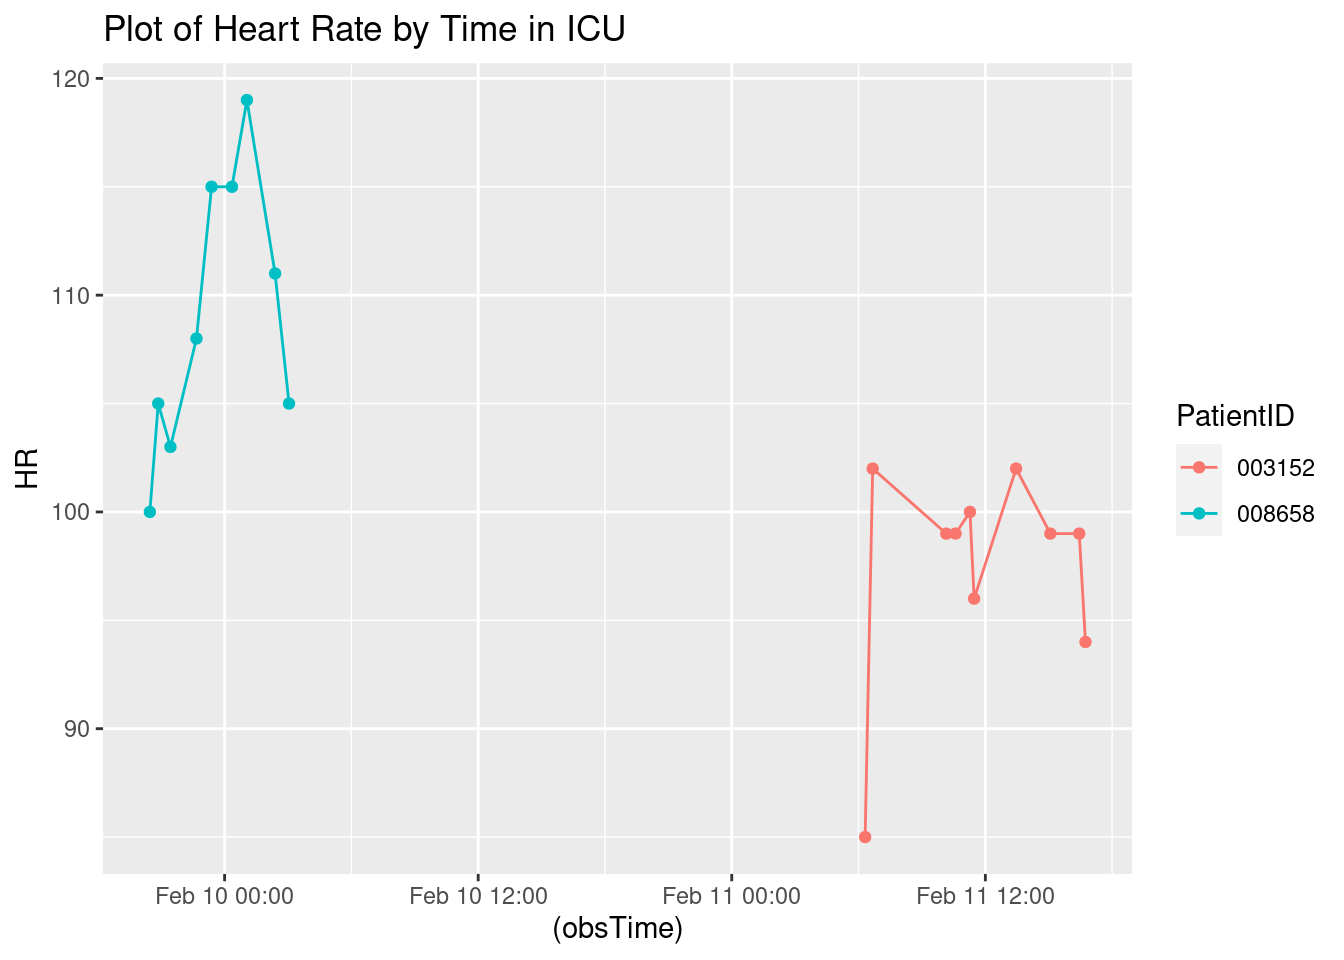 Plot of Heart Rate by Time in ICU
120
110
100
90
HR
Feb 10 00:00
Feb 10 12:00
Feb 11 00:00
Feb 11 12:00
(obsTime)
PatientID
003152
008658